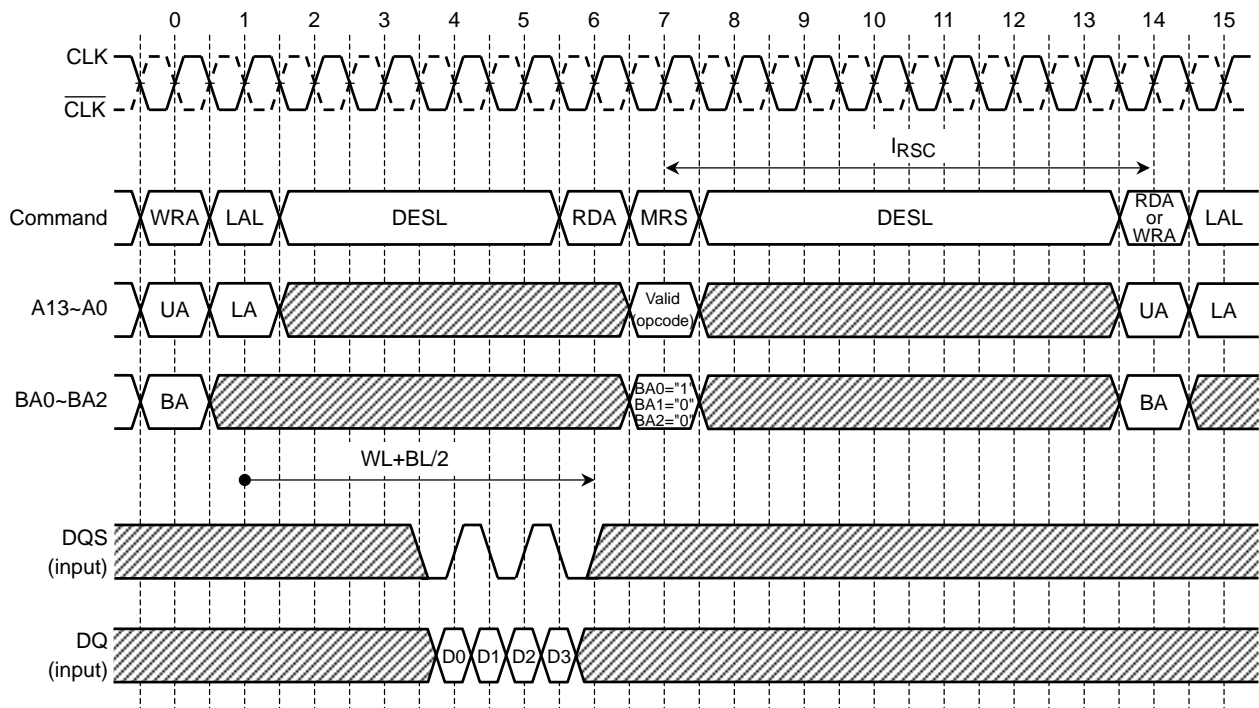 0 1 2 3 4 5 6 7 8 9 10 11 12 13 14 15
CLK
CLK
IRSC
Command WRA LAL DESL RDA MRS DESL RDA or WRA LAL
A13~A0 UA LA Valid (opcode) UA LA
BA0~BA2 BA BA0="1" BA1="0" BA2="0" BA
WL+BL/2
DQS
(input)
DQ
(input)
D0 D1 D2 D3